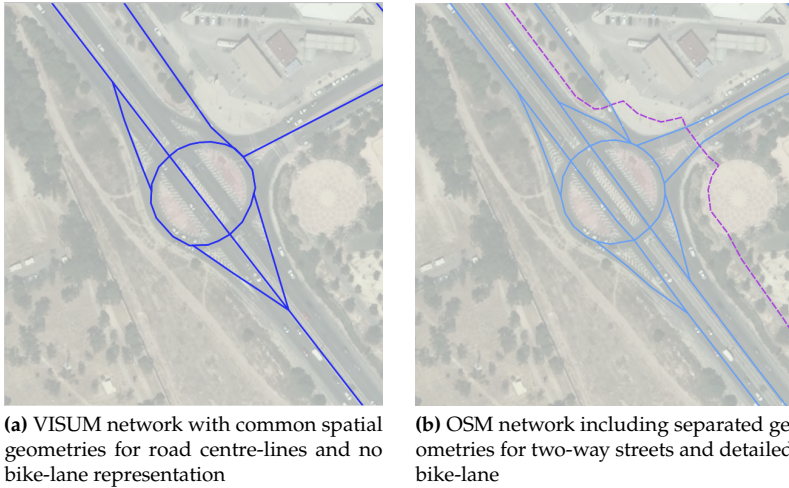 (a) VISUM network with common spatial
geometries for road centre-lines and no
bike-lane representation
(b) OSM network including separated ge
ometries for two-way streets and detailed
bike-lane